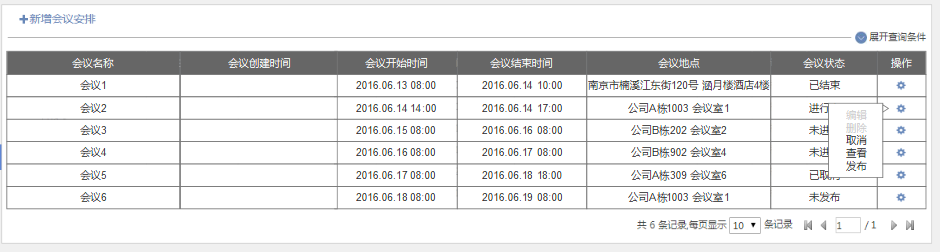 新增会议安排
展开查询条件
会议名称 会议创建时间 会议开始时间 会议结束时间 会议地点 会议状态 操作
会议1 2016.06.13 08:00 2016.06.14 10:00 南京市楠溪江东街120号 涵月楼酒店4楼 已结束
会议2 2016.06.14 14:00 2016.06.14 17:00 公司A栋1003 会议室1 进行
会议3 2016.06.15 08:00 2016.06.16 08:00 公司B栋202 会议室2 未进
会议4 2016.06.16 08:00 2016.06.17 08:00 公司B栋902 会议室4 未进
会议5 2016.06.17 08:00 2016.06.18 18:00 公司A栋309 会议室6 已取
会议6 2016.06.18 08:00 2016.06.19 08:00 公司A栋1003 会议室1 未发布
编辑
删除
取消
查看
发布
共 6 条记录,每页显示 10 条记录 1 / 1